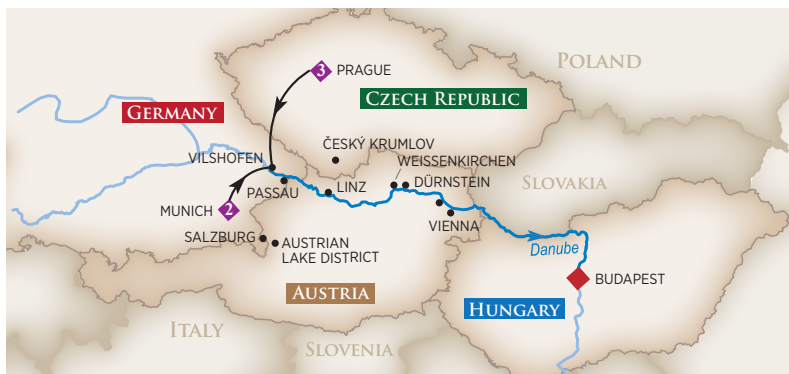 POLAND
3
PRAGUE
CZECH REPUBLIC
GERMANY
ČESKÝ KRUMLOV
VILSHOFEN
WEISSENKIRCHEN
PASSAU
LINZ
DÜRNSTEIN
SLOVAKIA
MUNICH
2
VIENNA
SALZBURG
AUSTRIAN
LAKE DISTRICT
Danube
BUDAPEST
AUSTRIA
HUNGARY
ITALY
SLOVENIA